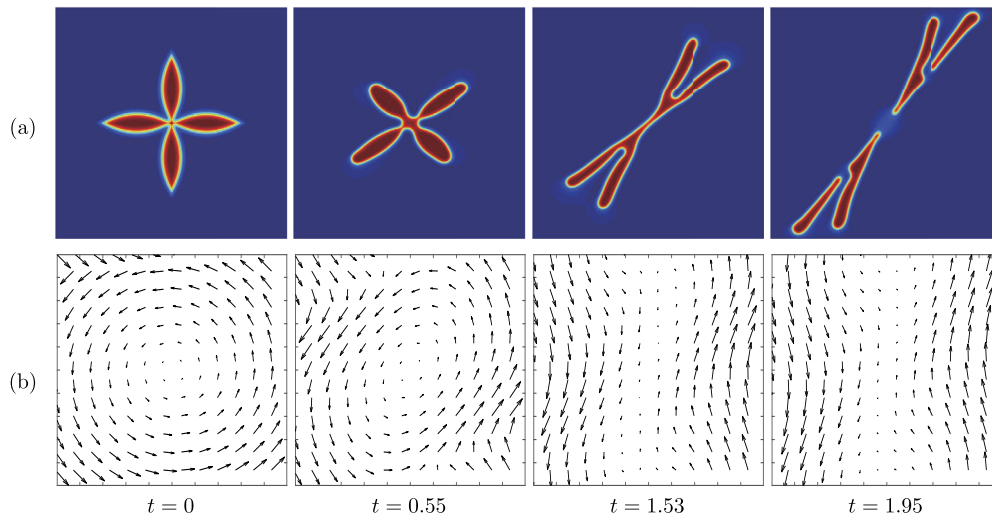 (a)
(b)
t = 0
t = 0.55
t = 1.53
t = 1.95